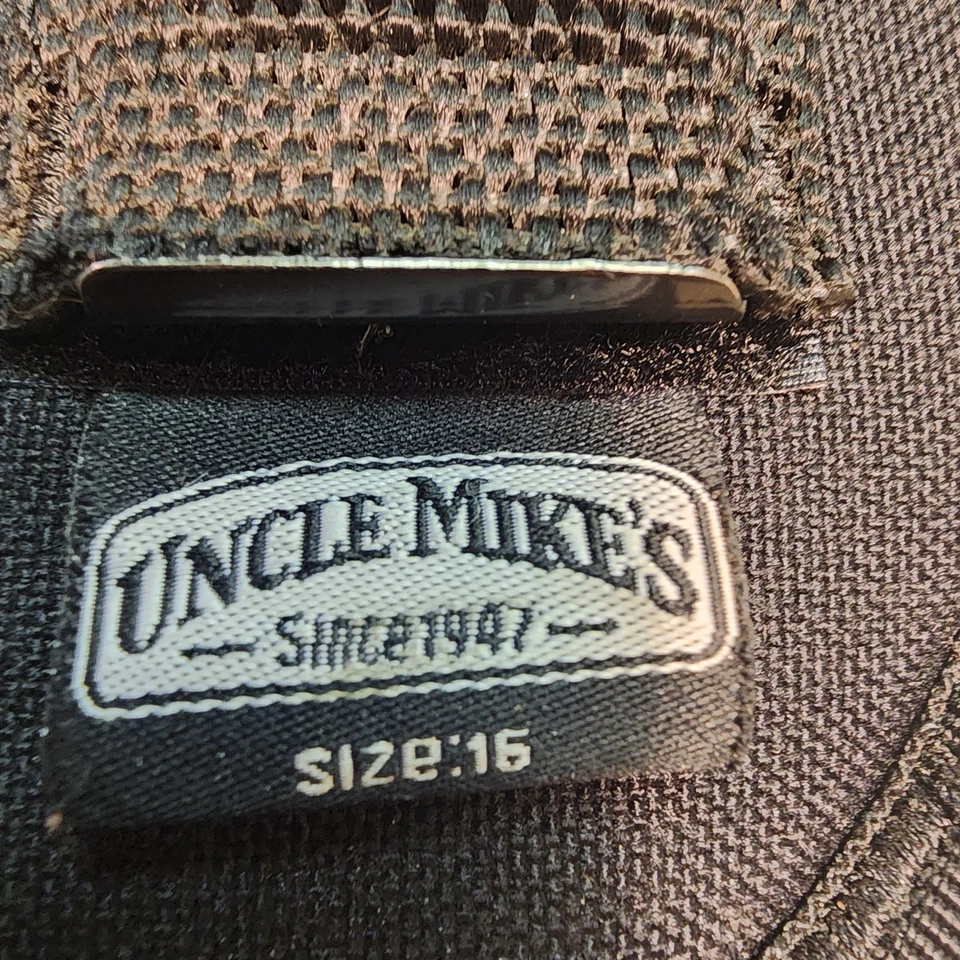 UNCLE MIKE'S
Since 1947
size:16